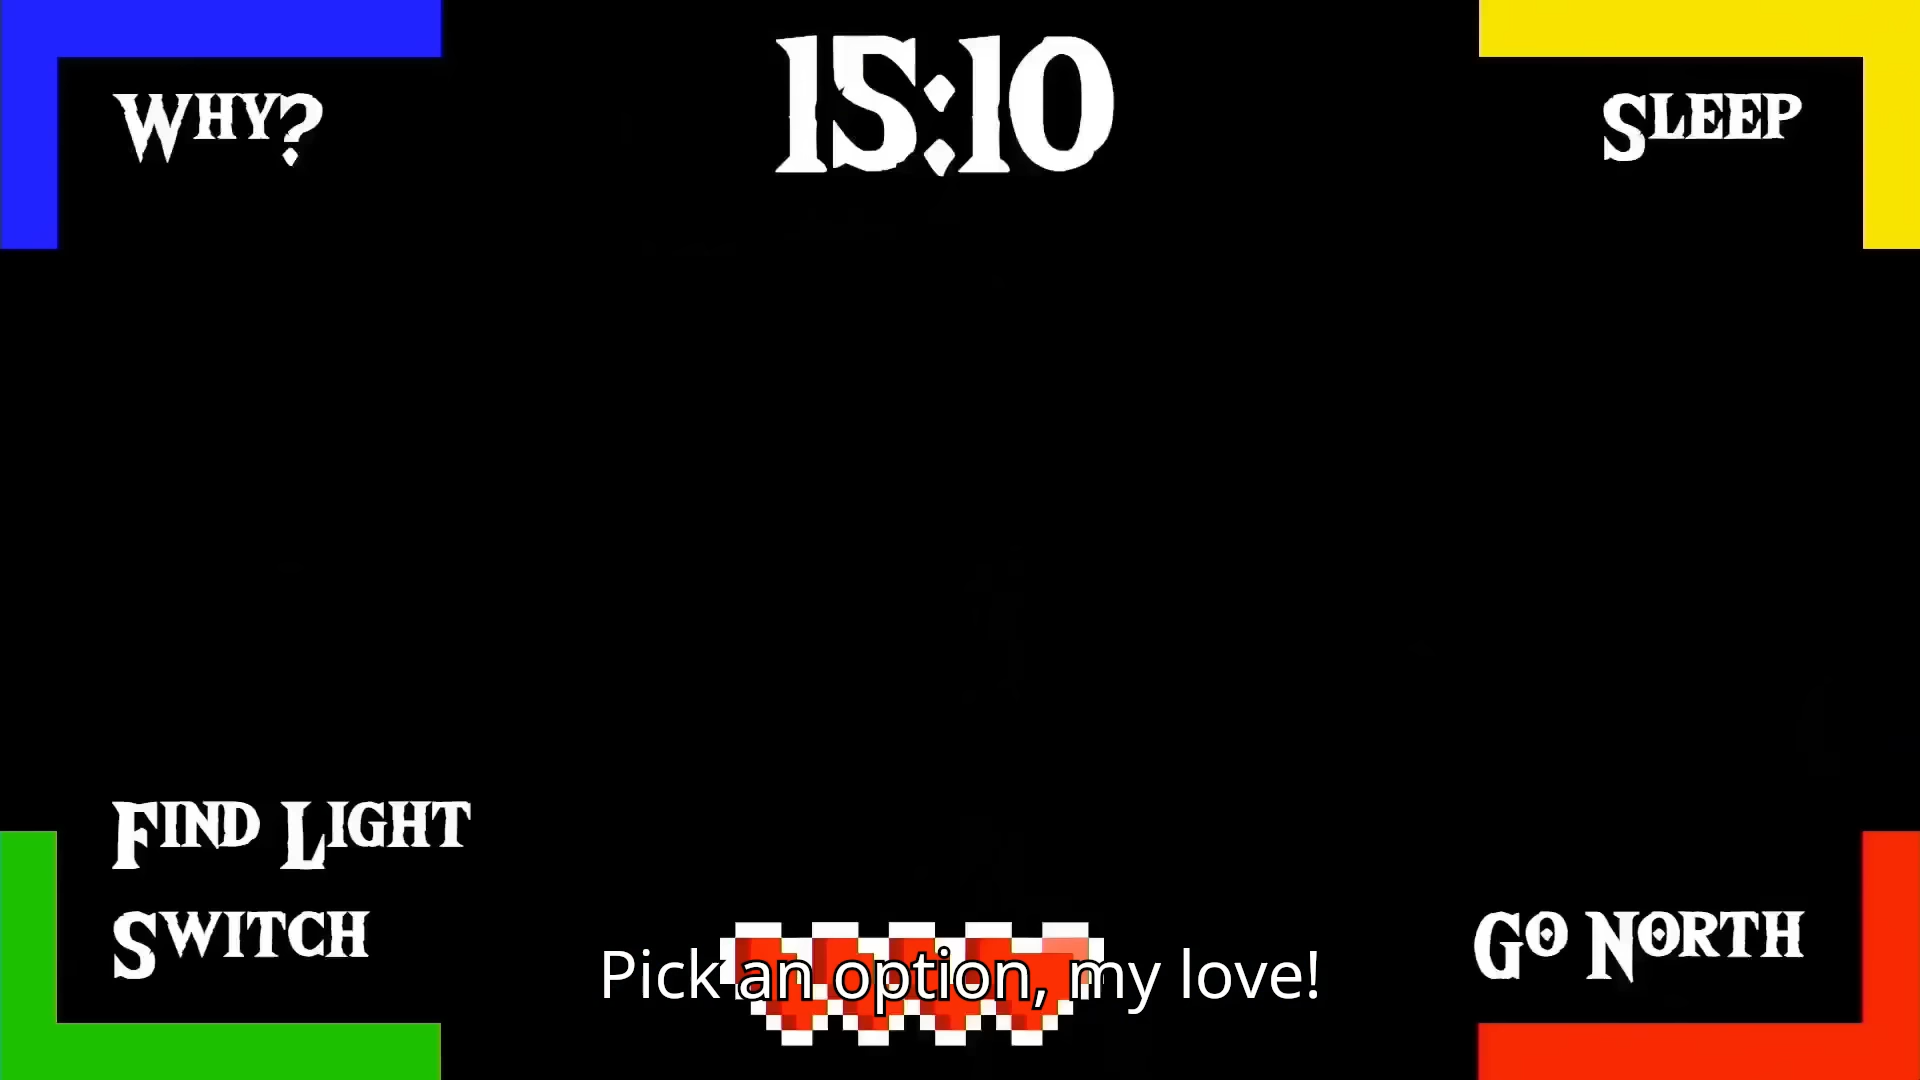 Why?
15:10
Sleep
Find Light
Switch
Go North
Pick an option, my love!